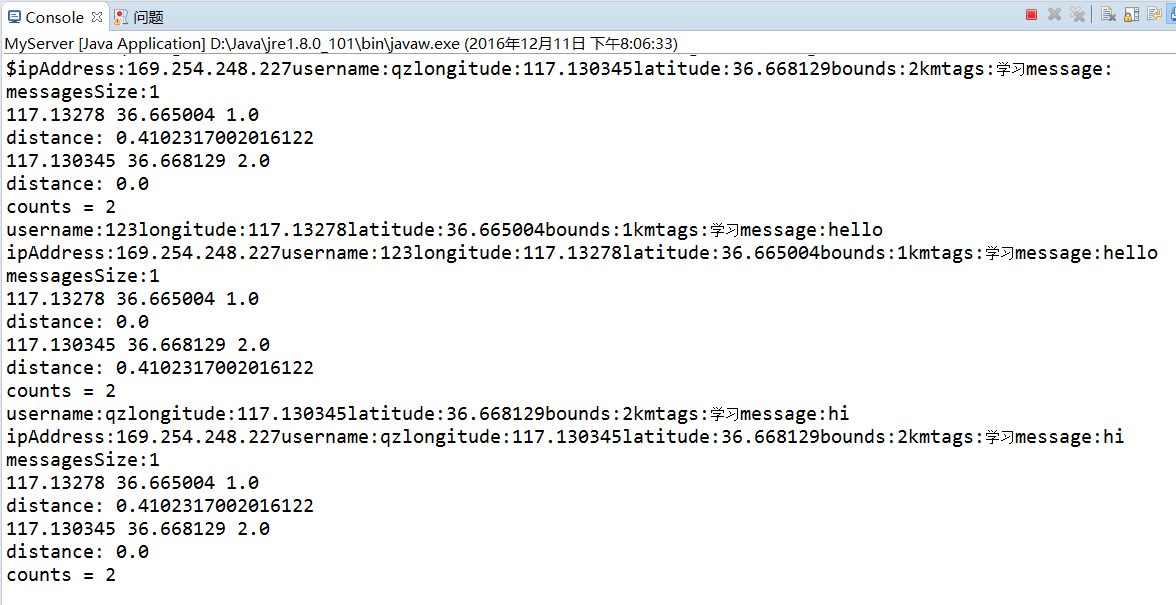 Console 问题
MyServer [Java Application] D:\Java\jre1.8.0_101\bin\javaw.exe (2016年12月11日 下午8:06:33)
$ipAddress:169.254.248.227username:qzlongitude:117.130345latitude:36.668129bounds:2kmtags:学习message:
messagesSize:1
117.13278 36.665004 1.0
distance: 0.4102317002016122
117.130345 36.668129 2.0
distance: 0.0
counts = 2
username:123longitude:117.13278latitude:36.665004bounds:1kmtags:学习message:hello
ipAddress:169.254.248.227username:123longitude:117.13278latitude:36.665004bounds:1kmtags:学习message:hello
messagesSize:1
117.13278 36.665004 1.0
distance: 0.0
117.130345 36.668129 2.0
distance: 0.4102317002016122
counts = 2
username:qzlongitude:117.130345latitude:36.668129bounds:2kmtags:学习message:hi
ipAddress:169.254.248.227username:qzlongitude:117.130345latitude:36.668129bounds:2kmtags:学习message:hi
messagesSize:1
117.13278 36.665004 1.0
distance: 0.4102317002016122
117.130345 36.668129 2.0
distance: 0.0
counts = 2